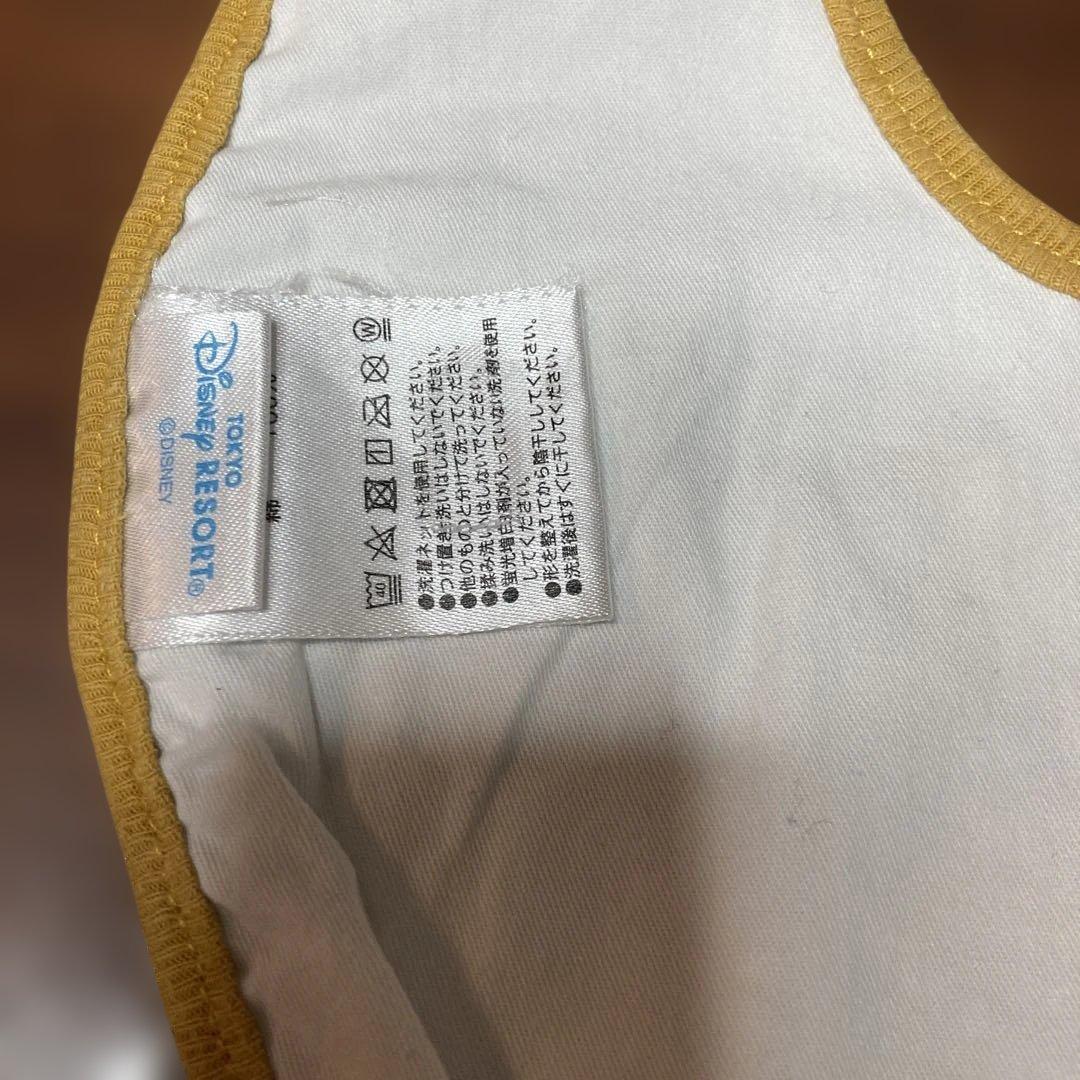 TOKYO
DISNEY RESORT®
©DISNEY
綿
●洗濯ネットを使用してください。
●つけ置き洗いはしないでください。
●他のものと分けて洗ってください。
●揉み洗いはしないでください。
●蛍光増白剤が入っていない洗剤を使用
してください。
●形を整えてから陰干ししてください。
●洗濯後はすぐに干してください。